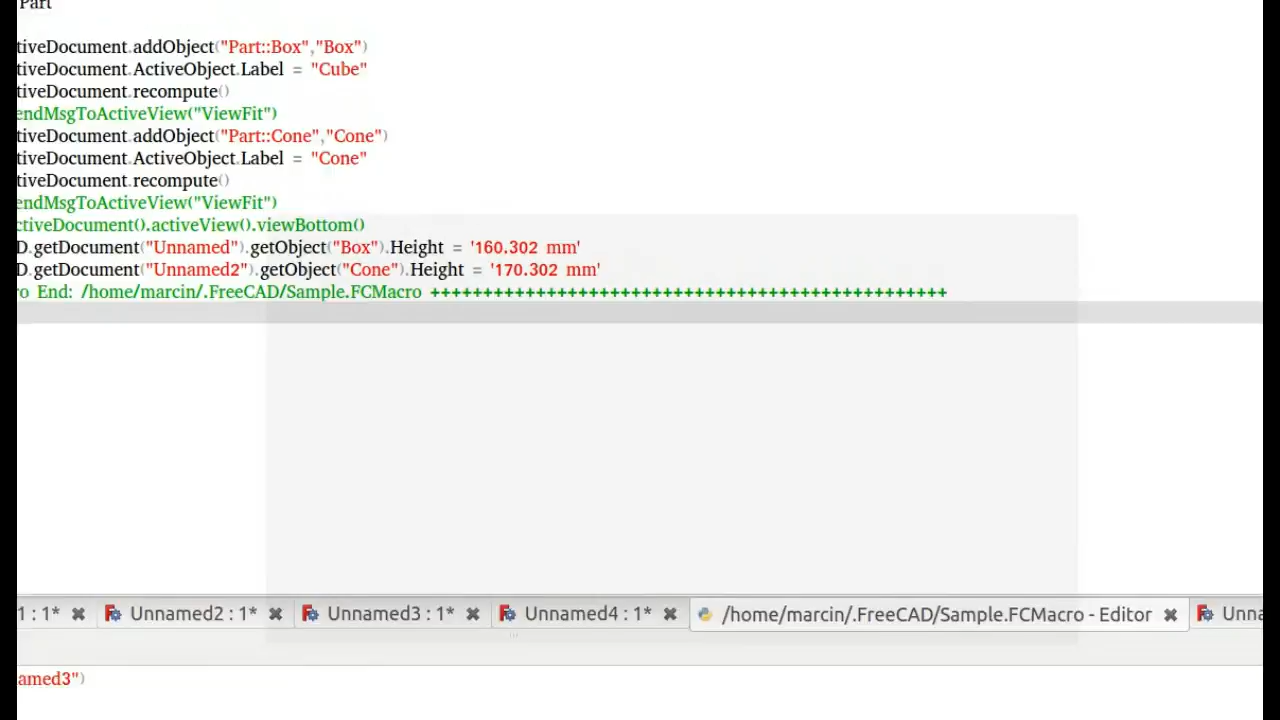 Part
tiveDocument.addObject("Part::Box","Box")
tiveDocument.ActiveObject.Label = "Cube"
tiveDocument.recompute()
endMsgToActiveView("ViewFit")
tiveDocument.addObject("Part::Cone","Cone")
tiveDocument.ActiveObject.Label = "Cone"
tiveDocument.recompute()
endMsgToActiveView("ViewFit")
ctiveDocument().activeView().viewBottom()
D.getDocument("Unnamed").getObject("Box").Height = '160.302 mm'
D.getDocument("Unnamed2").getObject("Cone").Height = '170.302 mm'
ro End: /home/marcin/.FreeCAD/Sample.FCMacro +++++++++++++++++++++++++++++++++++++++++++++++++
1 : 1* Unnamed2 : 1* Unnamed3 : 1* Unnamed4 : 1* /home/marcin/.FreeCAD/Sample.FCMacro - Editor Unna
amed3")